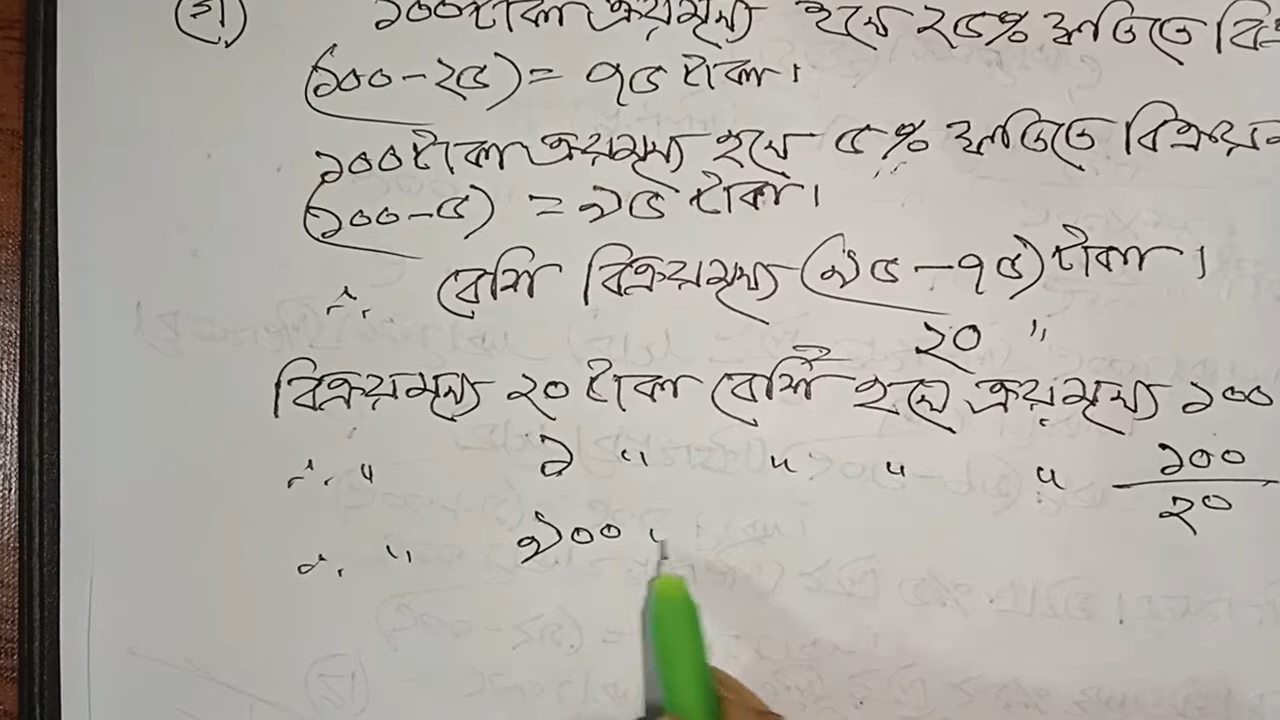 (গ) ১০০ টাকা ক্রয়মূল্য হলে ২৫% ক্ষতিতে
(১০০-২৫) = ৭৫ টাকা।
১০০ টাকা ক্রয়মূল্য হলে ৫% ক্ষতিতে বিক্রয়
(১০০-৫) = ৯৫ টাকা।
∴ বেশি বিক্রয়মূল্য (৯৫-৭৫) টাকা।
২০ "
বিক্রয়মূল্য ২০ টাকা বেশি হলে ক্রয়মূল্য ১০০
∴ " ১ " " " " ১০০/২০
∴ " ৯০০